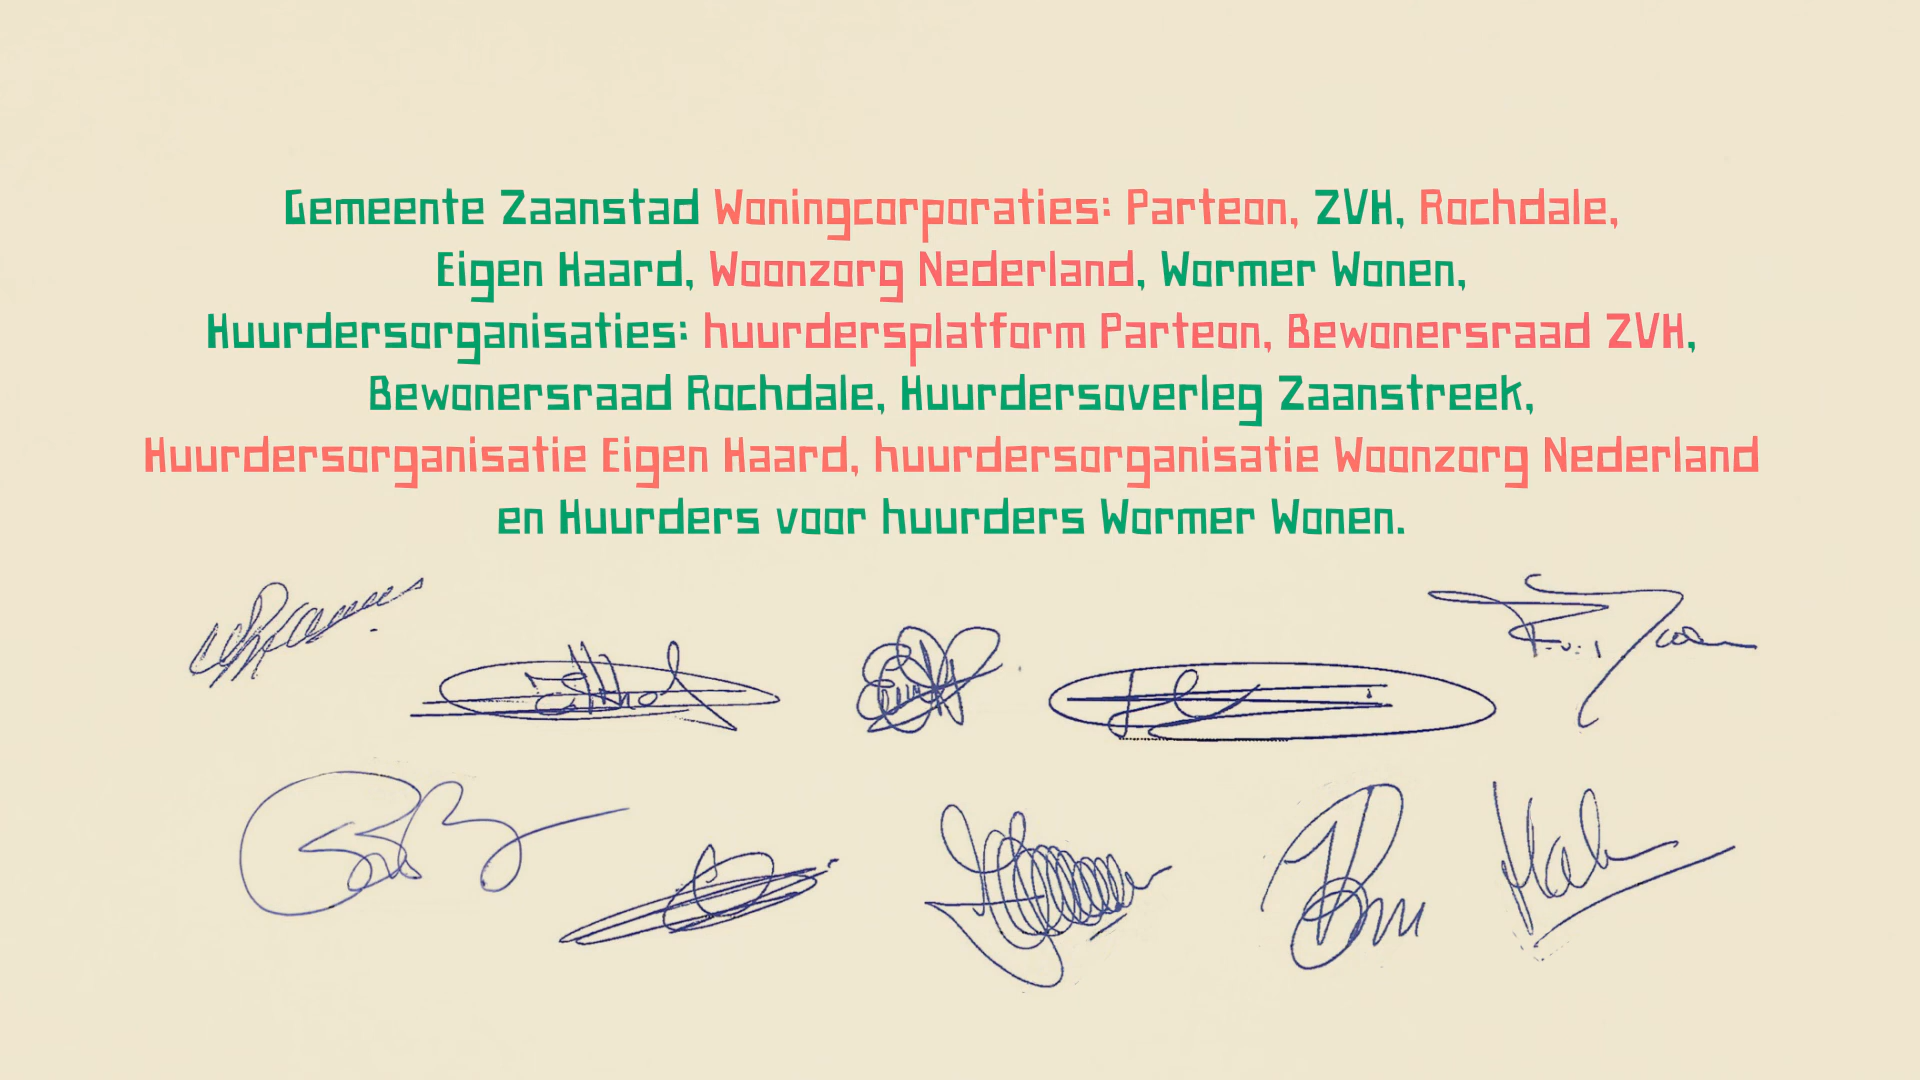 Gemeente Zaanstad Woningcorporaties: Parteon, ZVH, Rochdale,
Eigen Haard, Woonzorg Nederland, Wormer Wonen,
Huurdersorganisaties: huurdersplatform Parteon, Bewonersraad ZVH,
Bewonersraad Rochdale, Huurdersoverleg Zaanstreek,
Huurdersorganisatie Eigen Haard, huurdersorganisatie Woonzorg Nederland
en Huurders voor huurders Wormer Wonen.